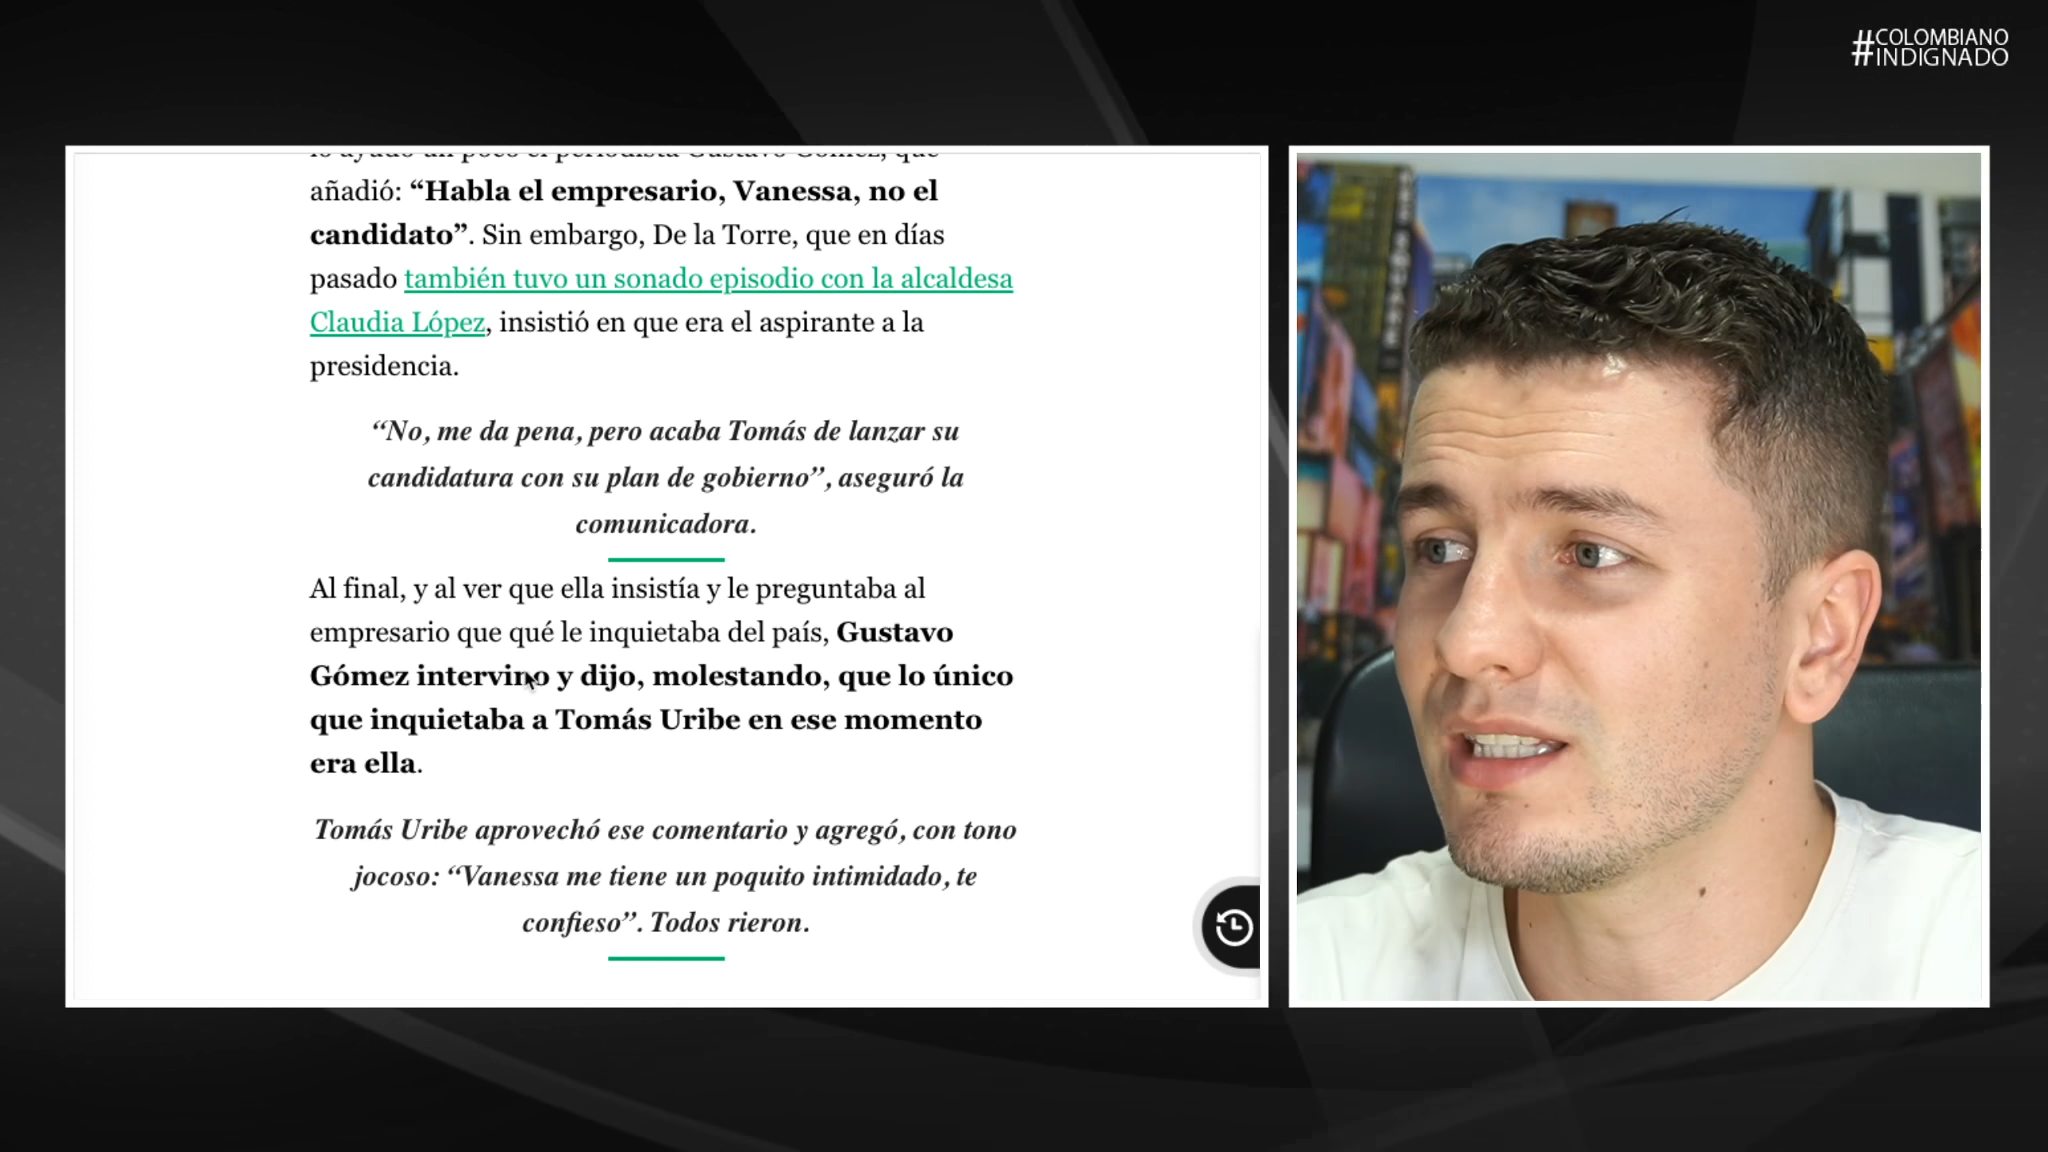 #COLOMBIANO
INDIGNADO
añadió: “Habla el empresario, Vanessa, no el
candidato”. Sin embargo, De la Torre, que en días
pasado también tuvo un sonado episodio con la alcaldesa
Claudia López, insistió en que era el aspirante a la
presidencia.
“No, me da pena, pero acaba Tomás de lanzar su
candidatura con su plan de gobierno”, aseguró la
comunicadora.
Al final, y al ver que ella insistía y le preguntaba al
empresario que qué le inquietaba del país, Gustavo
Gómez intervino y dijo, molestando, que lo único
que inquietaba a Tomás Uribe en ese momento
era ella.
Tomás Uribe aprovechó ese comentario y agregó, con tono
jocoso: “Vanessa me tiene un poquito intimidado, te
confieso”. Todos rieron.